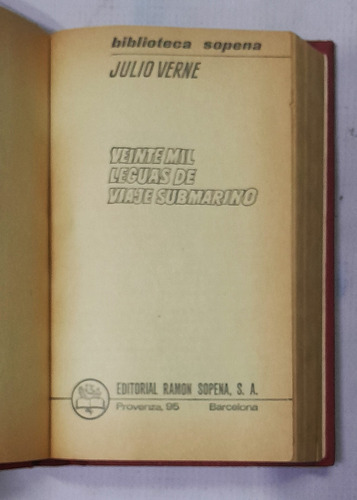 biblioteca sopena
JULIO VERNE
VEINTE MIL
LEGUAS DE
VIAJE SUBMARINO
EDITORIAL RAMON SOPENA, S. A.
Provenza, 95 Barcelona